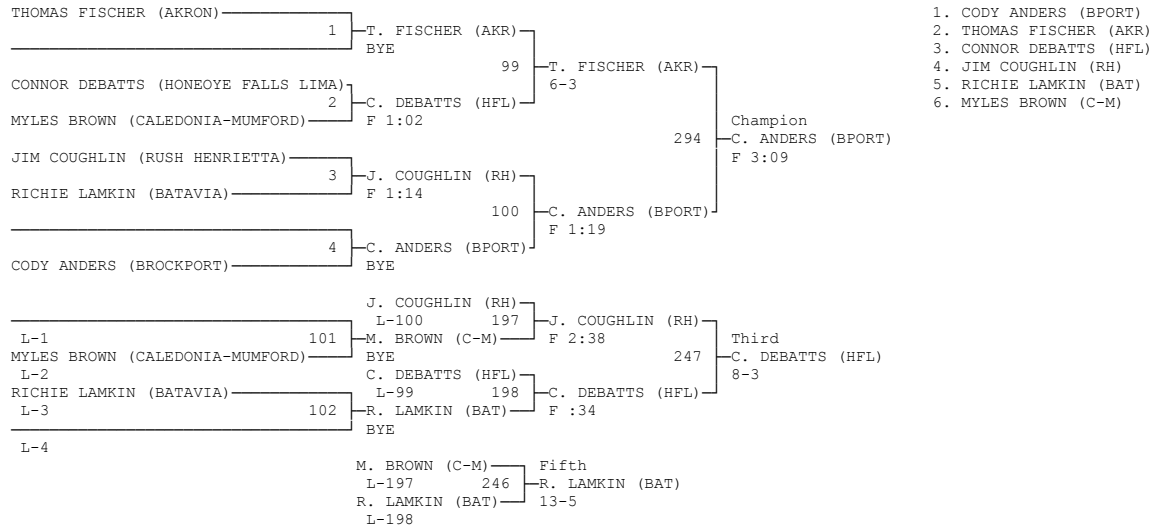 THOMAS FISCHER (AKRON)
1 T. FISCHER (AKR)
BYE
99 T. FISCHER (AKR)
6-3
CONNOR DEBATTS (HONEOYE FALLS LIMA)
2 C. DEBATTS (HFL)
MYLES BROWN (CALEDONIA-MUMFORD) F 1:02
Champion
294 C. ANDERS (BPORT)
F 3:09
JIM COUGHLIN (RUSH HENRIETTA)
3 J. COUGHLIN (RH)
RICHIE LAMKIN (BATAVIA) F 1:14
100 C. ANDERS (BPORT)
F 1:19
4 C. ANDERS (BPORT)
CODY ANDERS (BROCKPORT) BYE
1. CODY ANDERS (BPORT)
2. THOMAS FISCHER (AKR)
3. CONNOR DEBATTS (HFL)
4. JIM COUGHLIN (RH)
5. RICHIE LAMKIN (BAT)
6. MYLES BROWN (C-M)
J. COUGHLIN (RH)
L-100 197 J. COUGHLIN (RH)
L-1 101 M. BROWN (C-M) F 2:38
MYLES BROWN (CALEDONIA-MUMFORD) BYE
L-2
Third
247 C. DEBATTS (HFL)
8-3
C. DEBATTS (HFL)
RICHIE LAMKIN (BATAVIA) L-99 198 C. DEBATTS (HFL)
L-3 102 R. LAMKIN (BAT) F :34
BYE
L-4
M. BROWN (C-M) Fifth
L-197 246 R. LAMKIN (BAT)
R. LAMKIN (BAT) 13-5
L-198